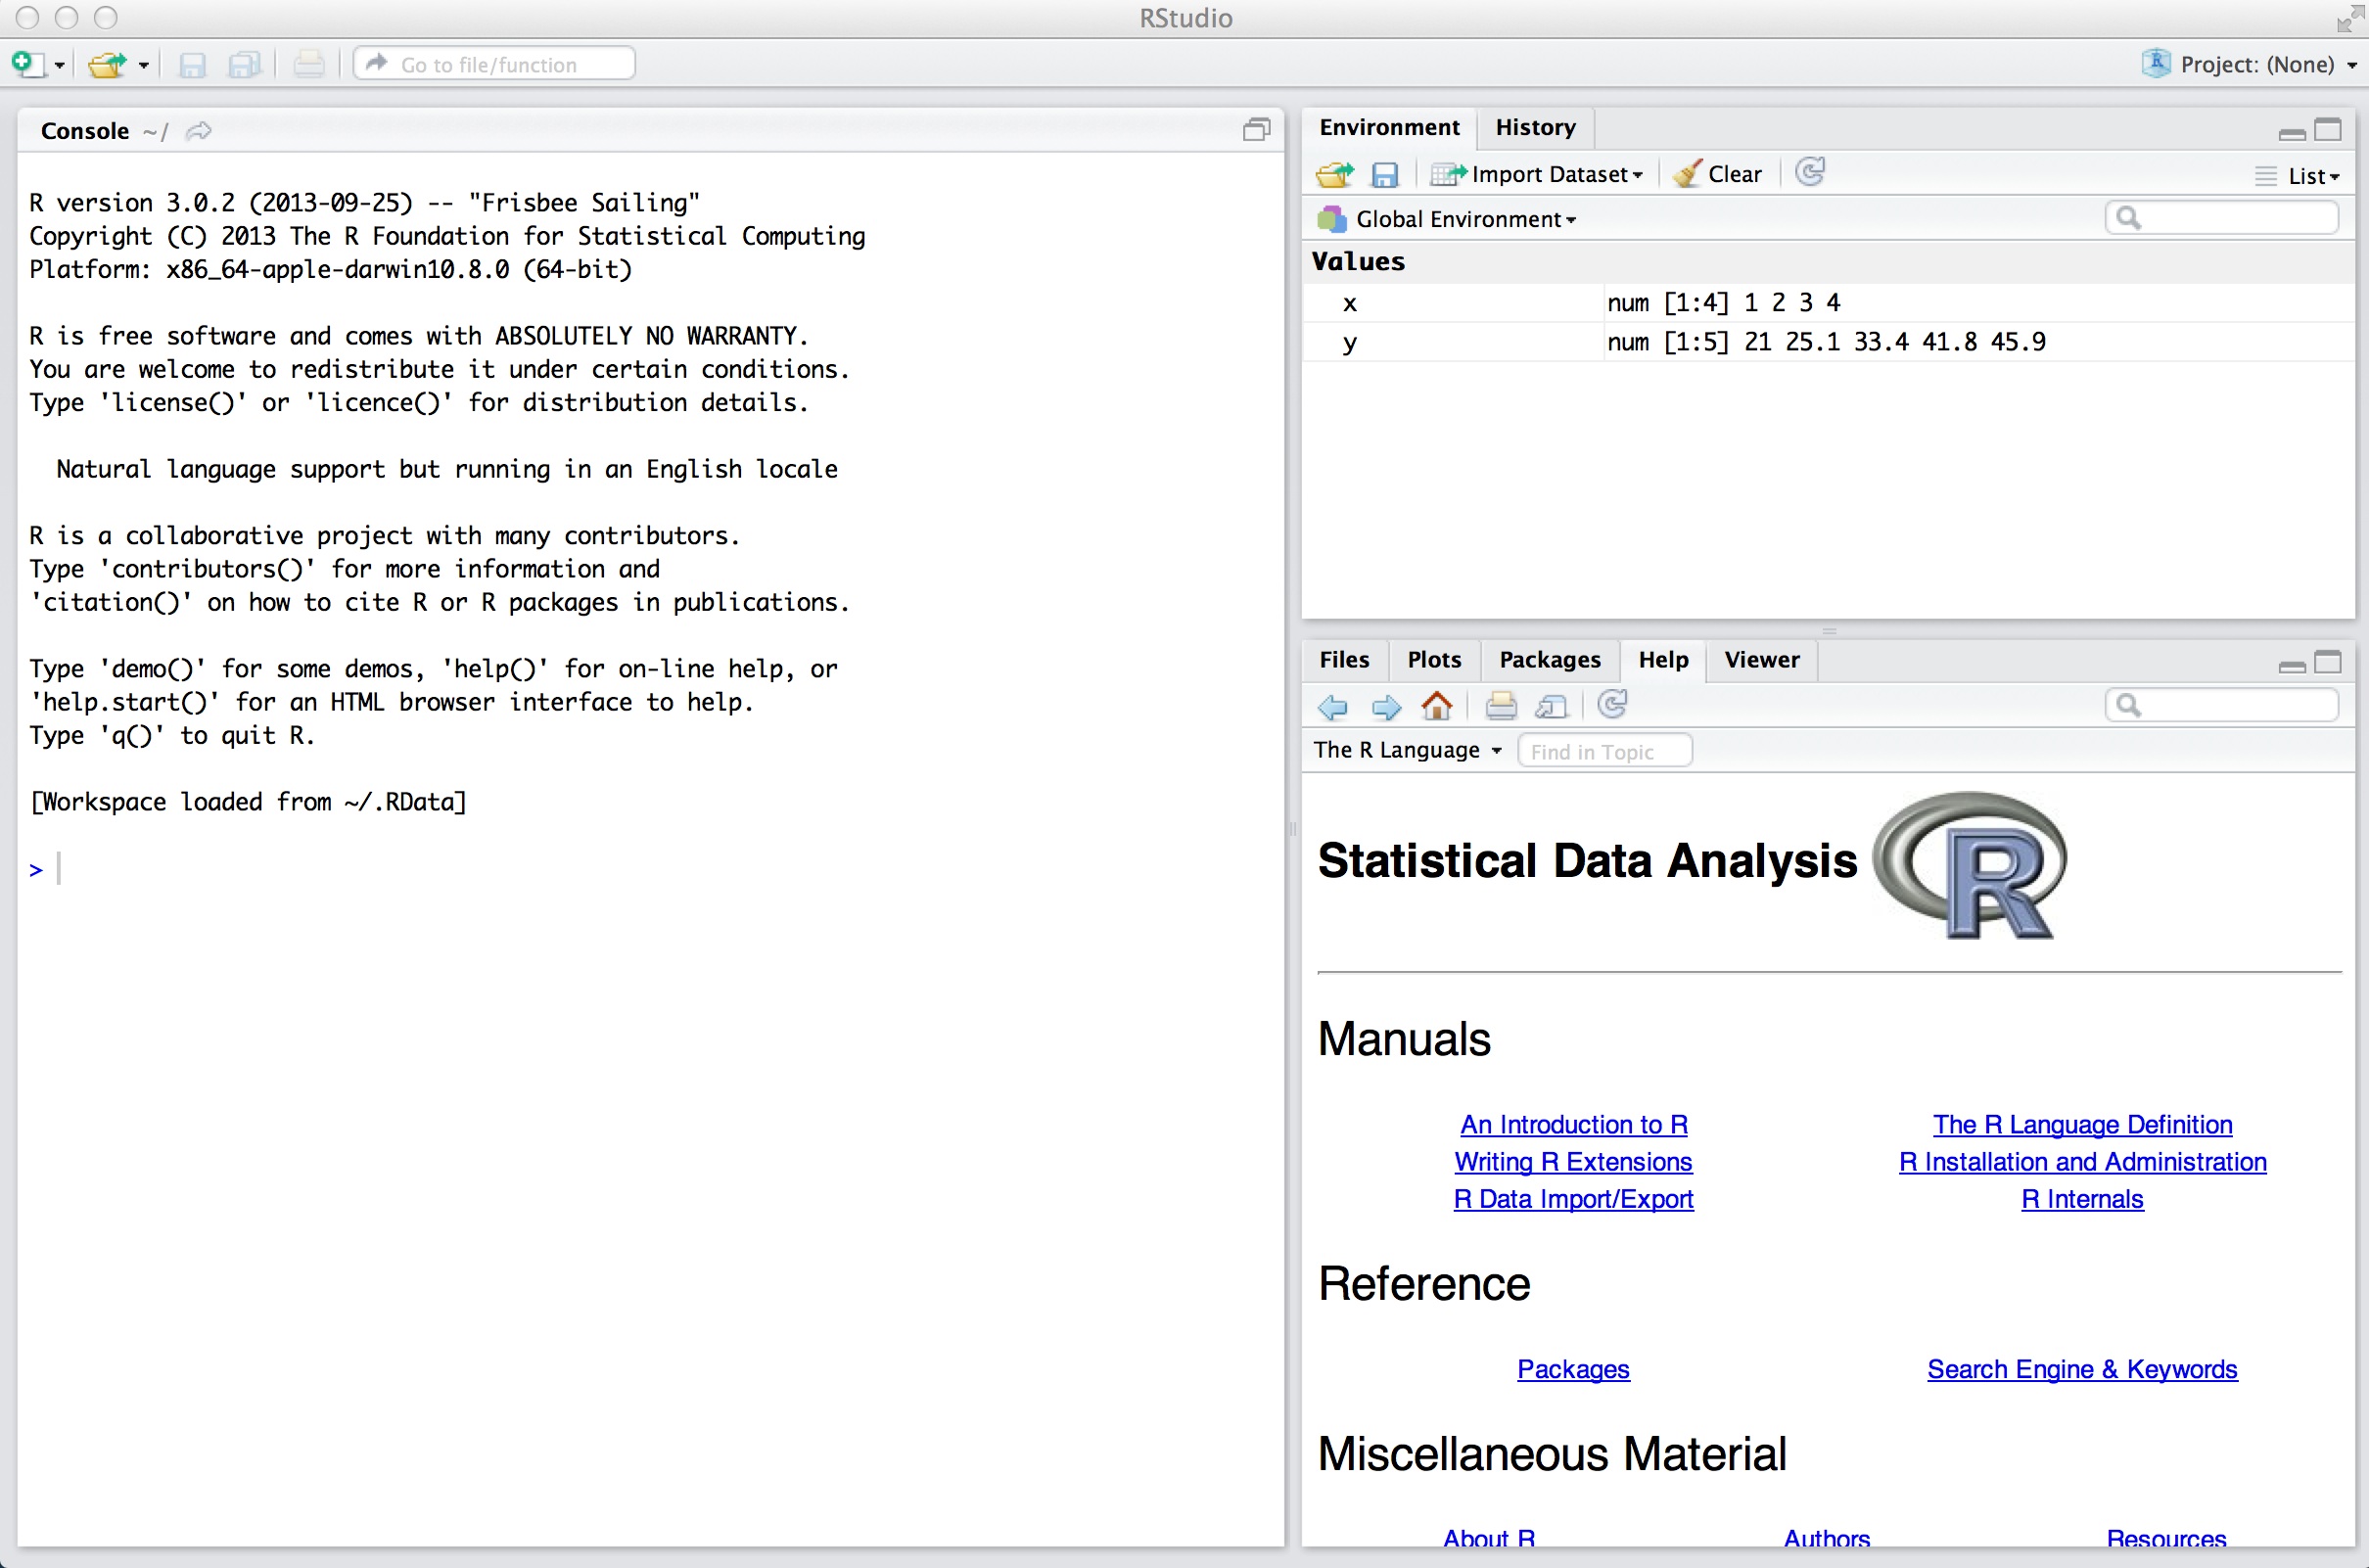 RStudio
Go to file/function
Project: (None)
Console ~/
R version 3.0.2 (2013-09-25) -- "Frisbee Sailing"
Copyright (C) 2013 The R Foundation for Statistical Computing
Platform: x86_64-apple-darwin10.8.0 (64-bit)
R is free software and comes with ABSOLUTELY NO WARRANTY.
You are welcome to redistribute it under certain conditions.
Type 'license()' or 'licence()' for distribution details.
Natural language support but running in an English locale
R is a collaborative project with many contributors.
Type 'contributors()' for more information and
'citation()' on how to cite R or R packages in publications.
Type 'demo()' for some demos, 'help()' for on-line help, or
'help.start()' for an HTML browser interface to help.
Type 'q()' to quit R.
[Workspace loaded from ~/.RData]
>
Environment History
Import Dataset Clear List
Global Environment
Values
x num [1:4] 1 2 3 4
y num [1:5] 21 25.1 33.4 41.8 45.9
Files Plots Packages Help Viewer
The R Language Find in Topic
Statistical Data Analysis R
Manuals
An Introduction to R The R Language Definition
Writing R Extensions R Installation and Administration
R Data Import/Export R Internals
Reference
Packages Search Engine & Keywords
Miscellaneous Material
About R Authors Resources